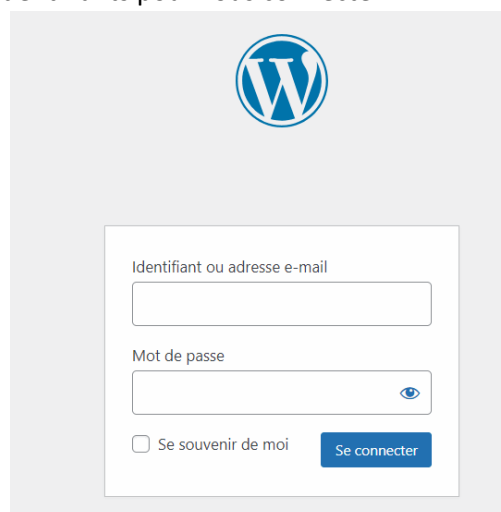 Identifiant ou adresse e-mail
Mot de passe
Se souvenir de moi
Se connecter